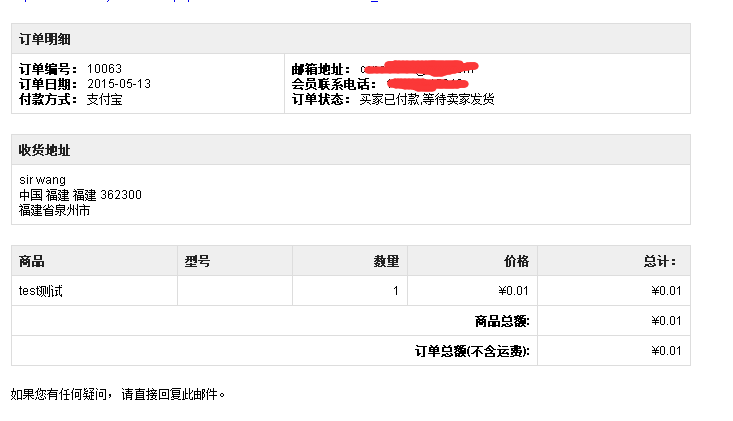 订单明细
订单编号： 10063
订单日期： 2015-05-13
付款方式： 支付宝
邮箱地址：
会员联系电话：
订单状态： 买家已付款,等待卖家发货
收货地址
sir wang
中国 福建 福建 362300
福建省泉州市
商品 型号 数量 价格 总计：
test测试 1 ¥0.01 ¥0.01
商品总额: ¥0.01
订单总额(不含运费): ¥0.01
如果您有任何疑问，请直接回复此邮件。